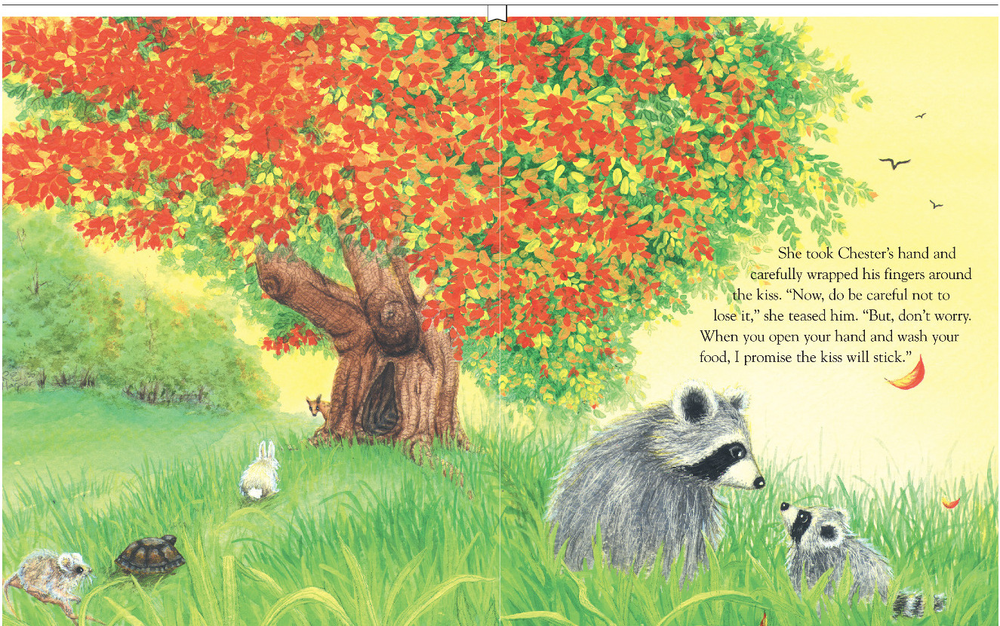 She took Chester’s hand and
carefully wrapped his fingers around
the kiss. “Now, do be careful not to
lose it,” she teased him. “But, don’t worry.
When you open your hand and wash your
food, I promise the kiss will stick.”
Harper